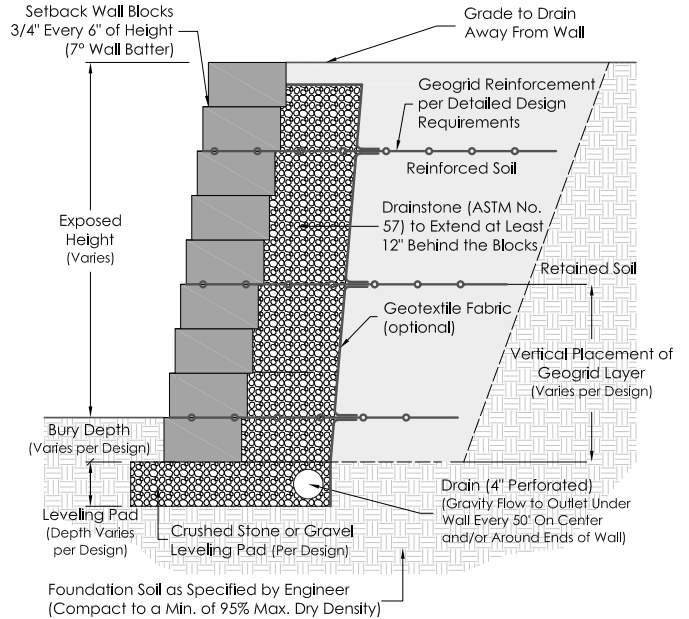 Setback Wall Blocks
3/4" Every 6" of Height
(7° Wall Batter)
Grade to Drain
Away From Wall
Geogrid Reinforcement
per Detailed Design
Requirements
Reinforced Soil
Exposed
Height
(Varies)
Drainstone (ASTM No.
57) to Extend at Least
12" Behind the Blocks
Retained Soil
Geotextile Fabric
(optional)
Vertical Placement of
Geogrid Layer
(Varies per Design)
Bury Depth
(Varies per Design)
Leveling Pad
(Depth Varies
per Design)
Crushed Stone or Gravel
Leveling Pad (Per Design)
Drain (4" Perforated)
(Gravity Flow to Outlet Under
Wall Every 50' On Center
and/or Around Ends of Wall)
Foundation Soil as Specified by Engineer
(Compact to a Min. of 95% Max. Dry Density)